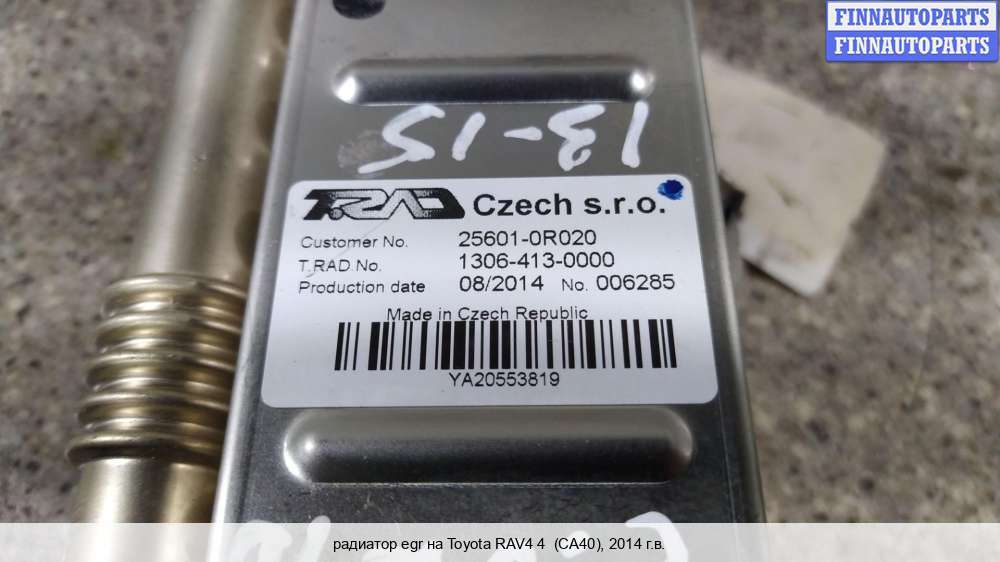 FINNAUTOPARTS
FINNAUTOPARTS
13-15
T.RAD Czech s.r.o.
Customer No. 25601-0R020
T.RAD No. 1306-413-0000
Production date 08/2014 No. 006285
Made in Czech Republic
YA20553819
радиатор egr на Toyota RAV4 4 (CA40), 2014 г.в.